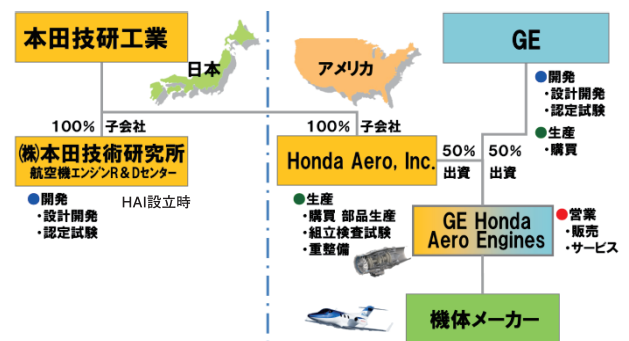 本田技研工業
日本
アメリカ
GE
●開発
・設計開発
・認定試験
●生産
・購買
100% 子会社
100% 子会社
㈱本田技術研究所
航空機エンジンR&Dセンター
Honda Aero, Inc.
50%
出資
50%
出資
●開発
・設計開発
・認定試験
HAI設立時
●生産
・購買 部品生産
・組立検査試験
・重整備
GE Honda
Aero Engines
●営業
・販売
・サービス
機体メーカー